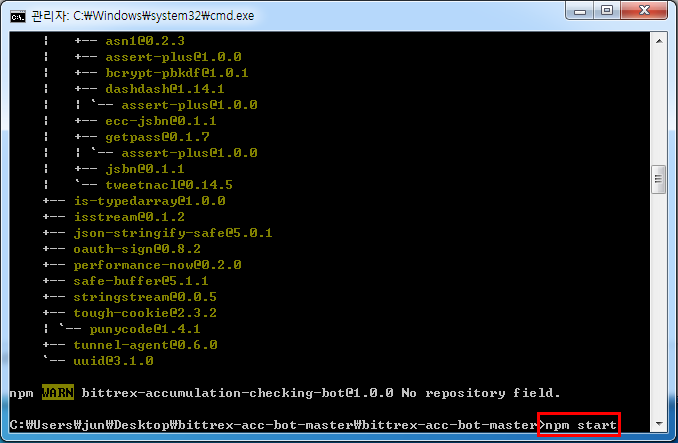 관리자: C:₩Windows₩system32₩cmd.exe
¦   +-- asn1@0.2.3
¦   +-- assert-plus@1.0.0
¦   +-- bcrypt-pbkdf@1.0.1
¦   +-- dashdash@1.14.1
¦   ¦ `-- assert-plus@1.0.0
¦   +-- ecc-jsbn@0.1.1
¦   +-- getpass@0.1.7
¦   ¦ `-- assert-plus@1.0.0
¦   +-- jsbn@0.1.1
¦   `-- tweetnacl@0.14.5
+-- is-typedarray@1.0.0
+-- isstream@0.1.2
+-- json-stringify-safe@5.0.1
+-- oauth-sign@0.8.2
+-- performance-now@0.2.0
+-- safe-buffer@5.1.1
+-- stringstream@0.0.5
+-- tough-cookie@2.3.2
¦ `-- punycode@1.4.1
+-- tunnel-agent@0.6.0
`-- uuid@3.1.0
npm WARN bittrex-accumulation-checking-bot@1.0.0 No repository field.
C:₩Users₩jun₩Desktop₩bittrex-acc-bot-master₩bittrex-acc-bot-master>npm start